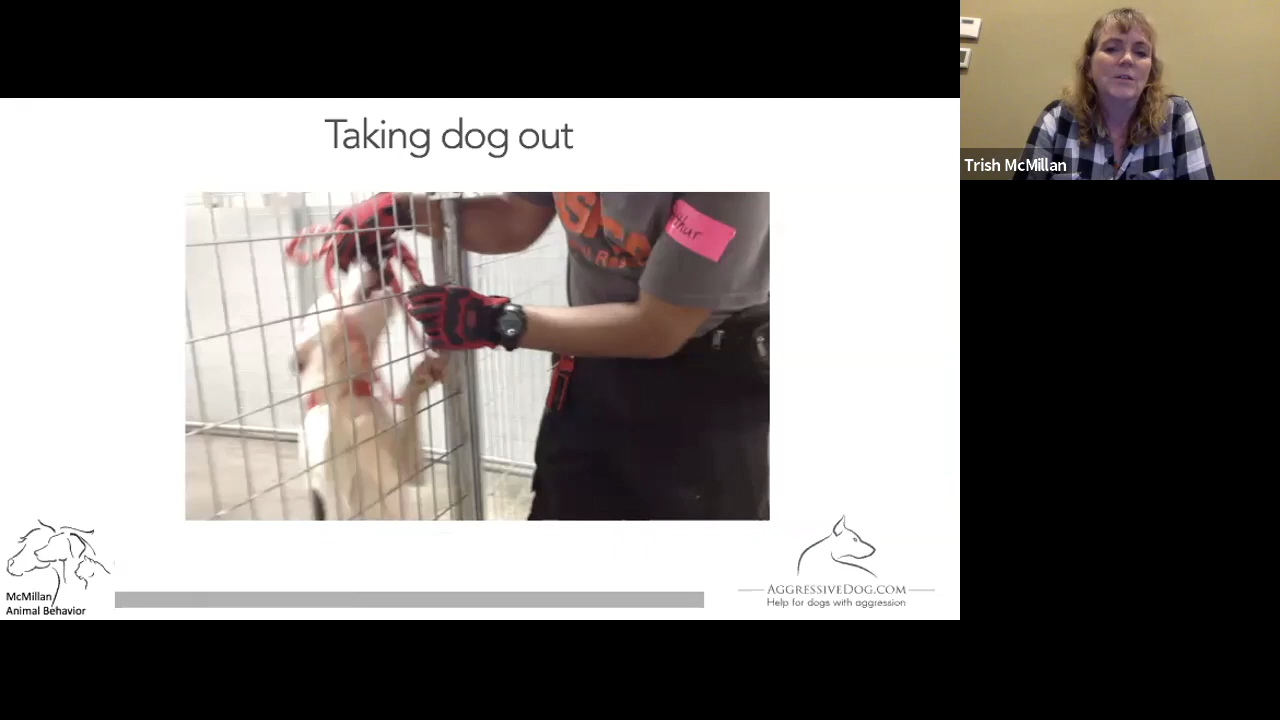 Taking dog out
Trish McMillan
McMillan
Animal Behavior
AGGRESSIVEDOG.COM
Help for dogs with aggression